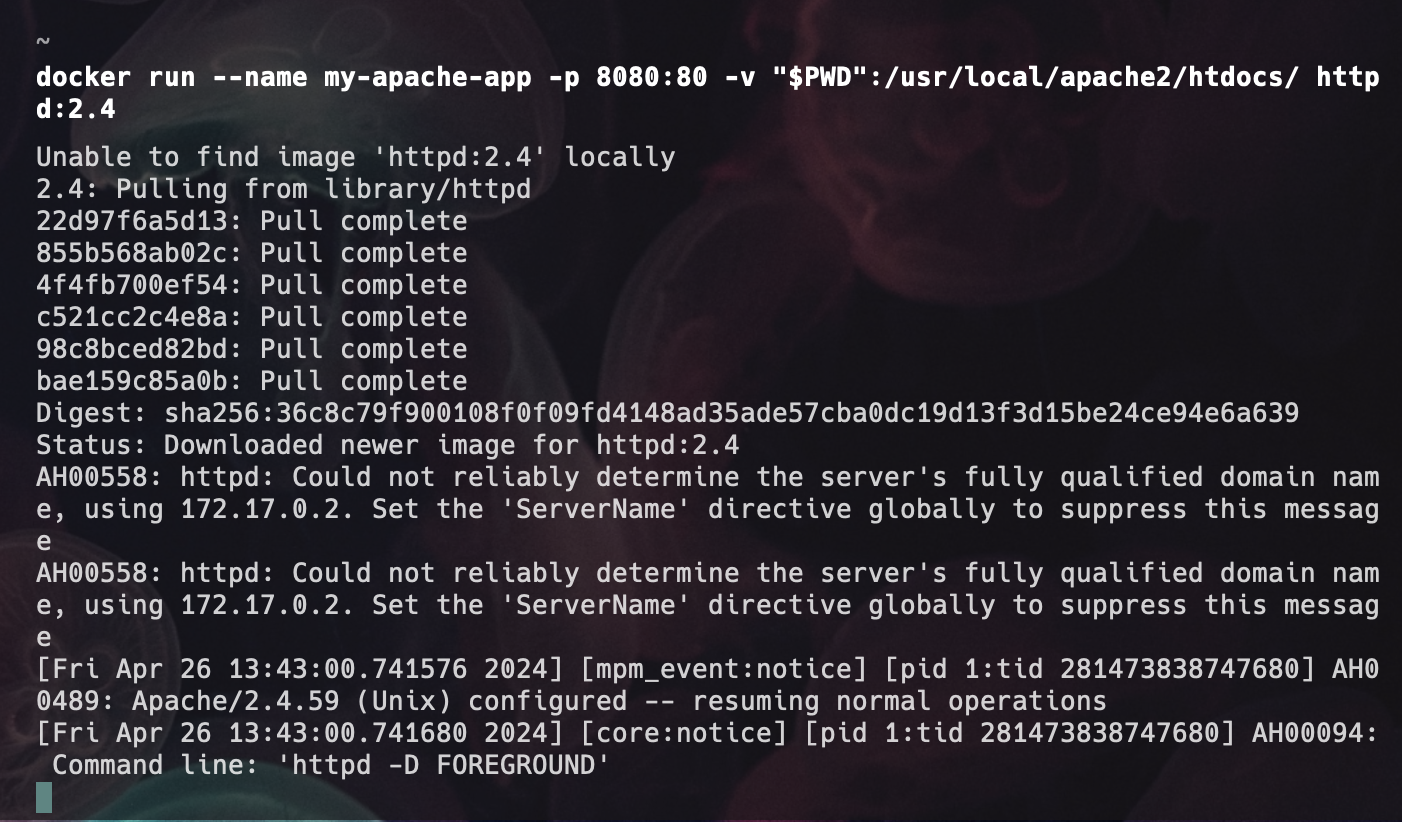 ~
docker run --name my-apache-app -p 8080:80 -v "$PWD":/usr/local/apache2/htdocs/ http
d:2.4
Unable to find image 'httpd:2.4' locally
2.4: Pulling from library/httpd
22d97f6a5d13: Pull complete
855b568ab02c: Pull complete
4f4fb700ef54: Pull complete
c521cc2c4e8a: Pull complete
98c8bced82bd: Pull complete
bae159c85a0b: Pull complete
Digest: sha256:36c8c79f900108f0f09fd4148ad35ade57cba0dc19d13f3d15be24ce94e6a639
Status: Downloaded newer image for httpd:2.4
AH00558: httpd: Could not reliably determine the server's fully qualified domain nam
e, using 172.17.0.2. Set the 'ServerName' directive globally to suppress this messag
e
AH00558: httpd: Could not reliably determine the server's fully qualified domain nam
e, using 172.17.0.2. Set the 'ServerName' directive globally to suppress this messag
e
[Fri Apr 26 13:43:00.741576 2024] [mpm_event:notice] [pid 1:tid 281473838747680] AH0
0489: Apache/2.4.59 (Unix) configured -- resuming normal operations
[Fri Apr 26 13:43:00.741680 2024] [core:notice] [pid 1:tid 281473838747680] AH00094:
 Command line: 'httpd -D FOREGROUND'